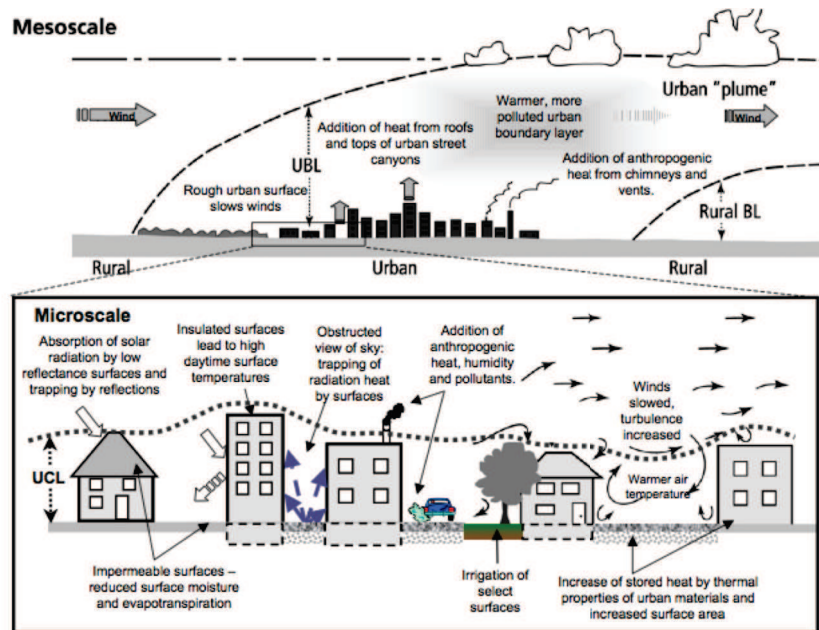 Mesoscale
Urban "plume"
Wind
Wind
Warmer, more
polluted urban
boundary layer
Addition of heat from roofs
and tops of urban street
canyons
UBL
Addition of anthropogenic
heat from chimneys and
vents.
Rough urban surface
slows winds
Rural BL
Rural
Urban
Rural
Microscale
Absorption of solar
radiation by low
reflectance surfaces and
trapping by reflections
Insulated surfaces
lead to high
daytime surface
temperatures
Obstructed
view of sky:
trapping of
radiation heat
by surfaces
Addition of
anthropogenic
heat, humidity
and pollutants.
Winds
slowed,
turbulence
increased
UCL
Warmer air
temperature
Impermeable surfaces –
reduced surface moisture
and evapotranspiration
Irrigation of
select
surfaces
Increase of stored heat by thermal
properties of urban materials and
increased surface area